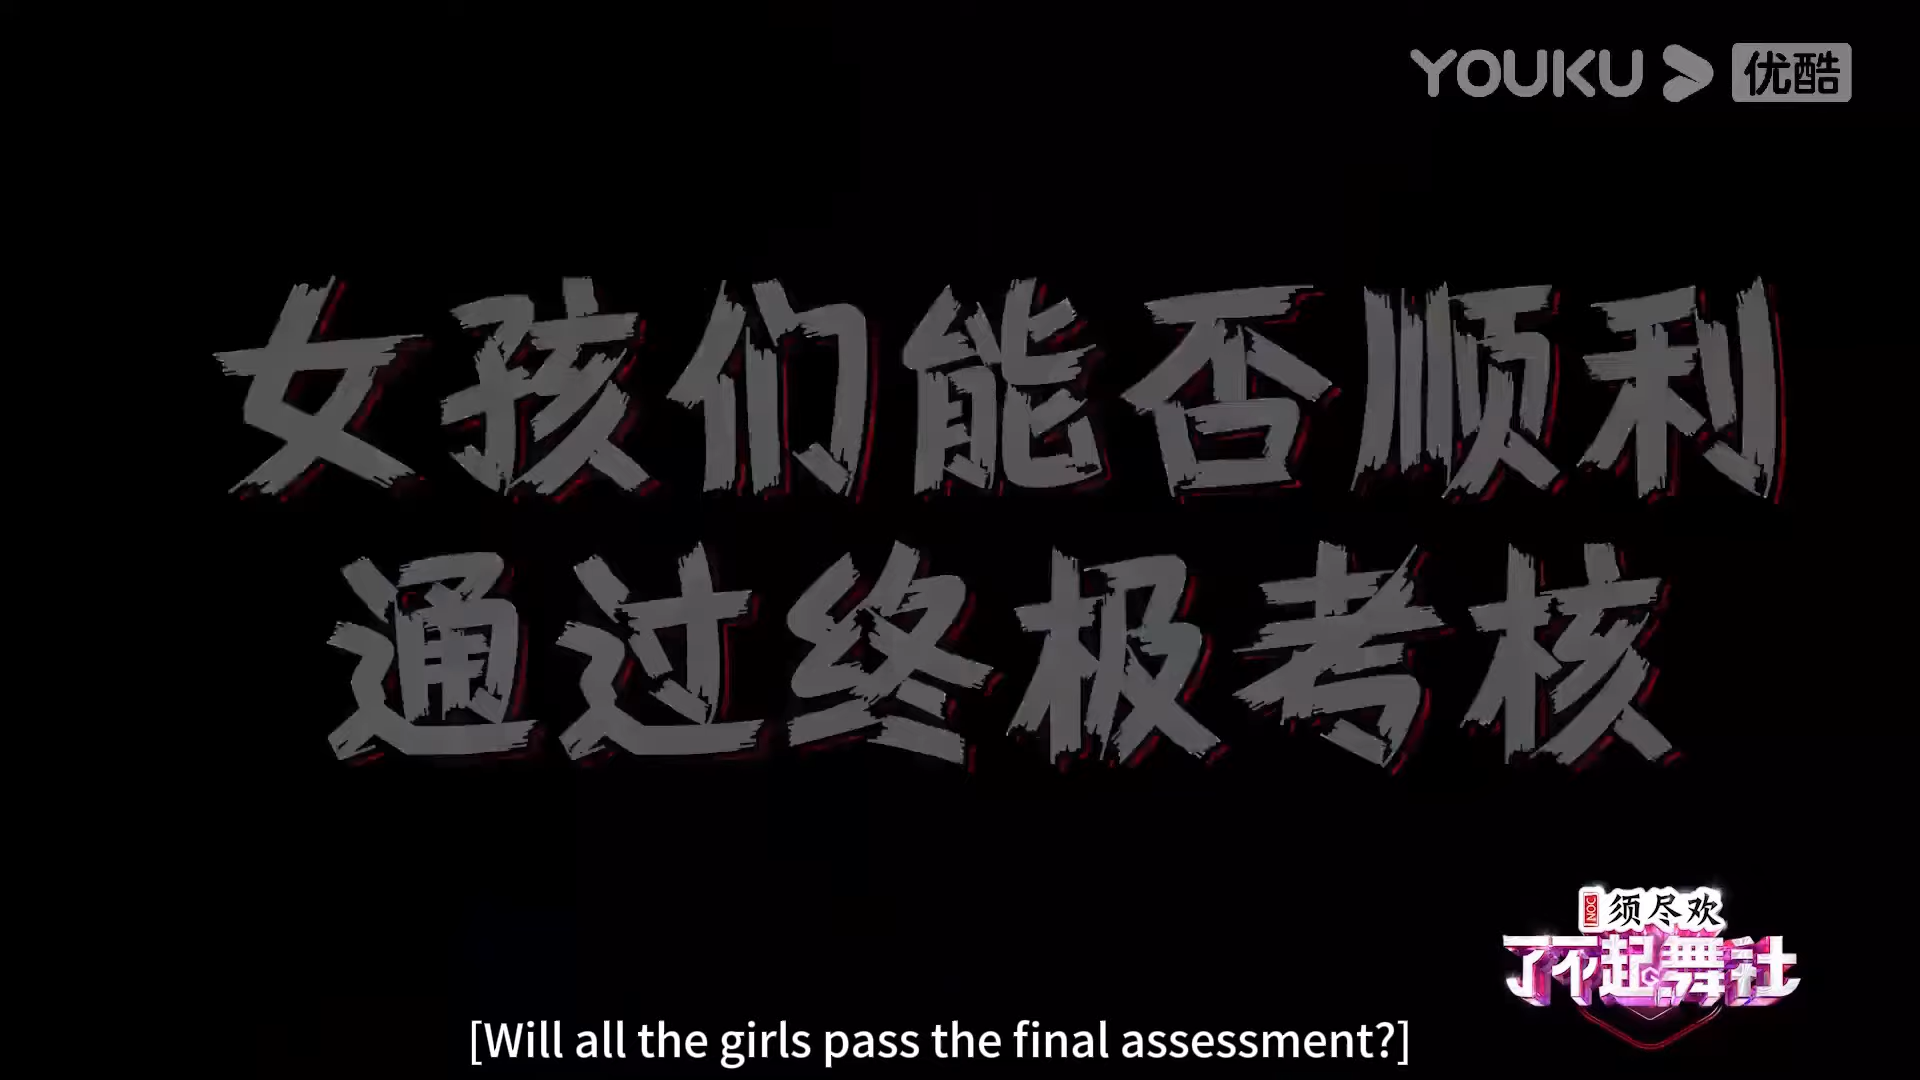 YOUKU 优酷
女孩们能否顺利
通过终极考核
须尽欢
了不起舞社
[Will all the girls pass the final assessment?]